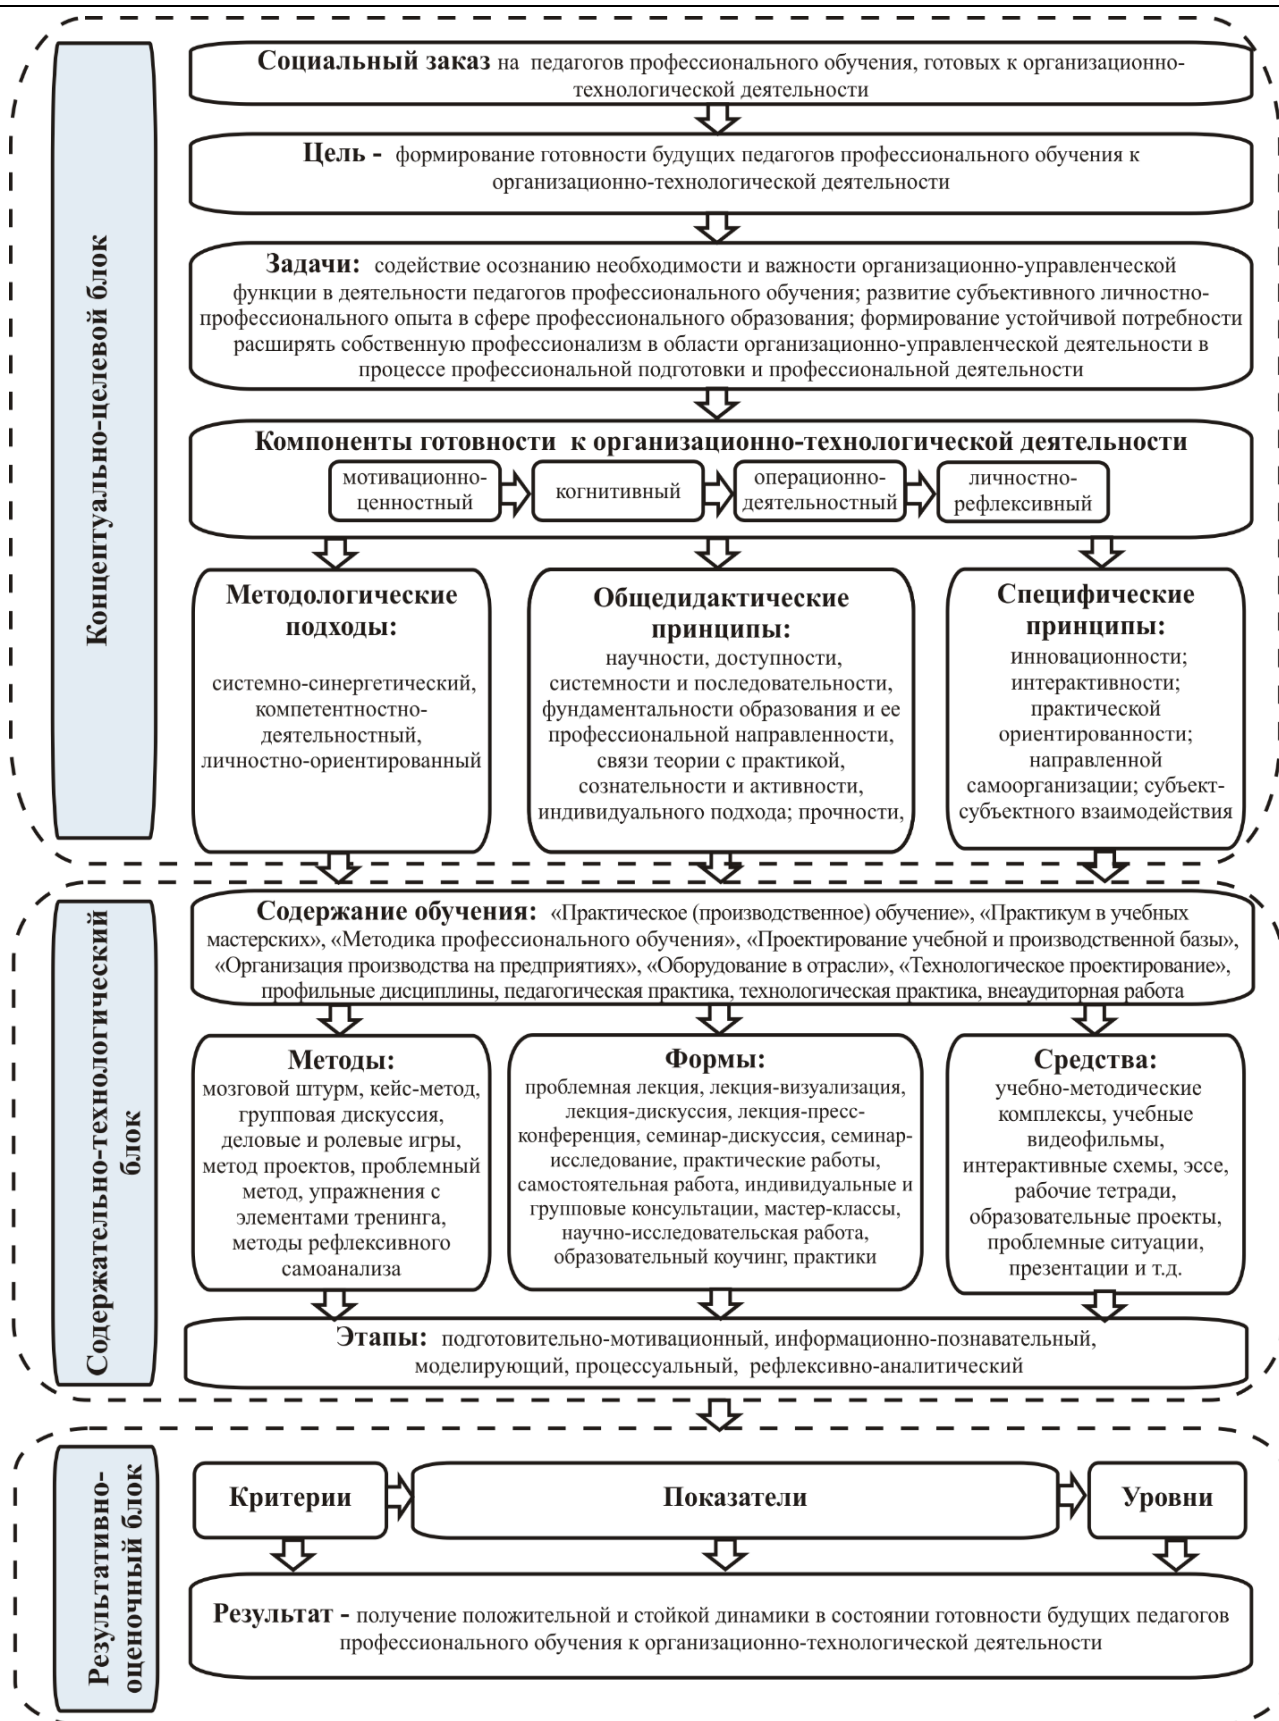 Концептуально-целевой блок
Социальный заказ на педагогов профессионального обучения, готовых к организационно-
технологической деятельности
Цель - формирование готовности будущих педагогов профессионального обучения к
организационно-технологической деятельности
Задачи: содействие осознанию необходимости и важности организационно-управленческой
функции в деятельности педагогов профессионального обучения; развитие субъективного личностно-
профессионального опыта в сфере профессионального образования; формирование устойчивой потребности
расширять собственную профессионализм в области организационно-управленческой деятельности в
процессе профессиональной подготовки и профессиональной деятельности
Компоненты готовности к организационно-технологической деятельности
мотивационно-
ценностный
когнитивный
операционно-
деятельностный
личностно-
рефлексивный
Методологические
подходы:
системно-синергетический,
компетентностно-
деятельностный,
личностно-ориентированный
Общедидактические
принципы:
научности, доступности,
системности и последовательности,
фундаментальности образования и ее
профессиональной направленности,
связи теории с практикой,
сознательности и активности,
индивидуального подхода; прочности,
Специфические
принципы:
инновационности;
интерактивности;
практической
ориентированности;
направленной
самоорганизации; субъект-
субъектного взаимодействия
Содержательно-технологический
блок
Содержание обучения: «Практическое (производственное) обучение», «Практикум в учебных
мастерских», «Методика профессионального обучения», «Проектирование учебной и производственной базы»,
«Организация производства на предприятиях», «Оборудование в отрасли», «Технологическое проектирование»,
профильные дисциплины, педагогическая практика, технологическая практика, внеаудиторная работа
Методы:
мозговой штурм, кейс-метод,
групповая дискуссия,
деловые и ролевые игры,
метод проектов, проблемный
метод, упражнения с
элементами тренинга,
методы рефлексивного
самоанализа
Формы:
проблемная лекция, лекция-визуализация,
лекция-дискуссия, лекция-пресс-
конференция, семинар-дискуссия, семинар-
исследование, практические работы,
самостоятельная работа, индивидуальные и
групповые консультации, мастер-классы,
научно-исследовательская работа,
образовательный коучинг, практики
Средства:
учебно-методические
комплексы, учебные
видеофильмы,
интерактивные схемы, эссе,
рабочие тетради,
образовательные проекты,
проблемные ситуации,
презентации и т.д.
Этапы: подготовительно-мотивационный, информационно-познавательный,
моделирующий, процессуальный, рефлексивно-аналитический
Результативно-
оценочный блок
Критерии
Показатели
Уровни
Результат - получение положительной и стойкой динамики в состоянии готовности будущих педагогов
профессионального обучения к организационно-технологической деятельности